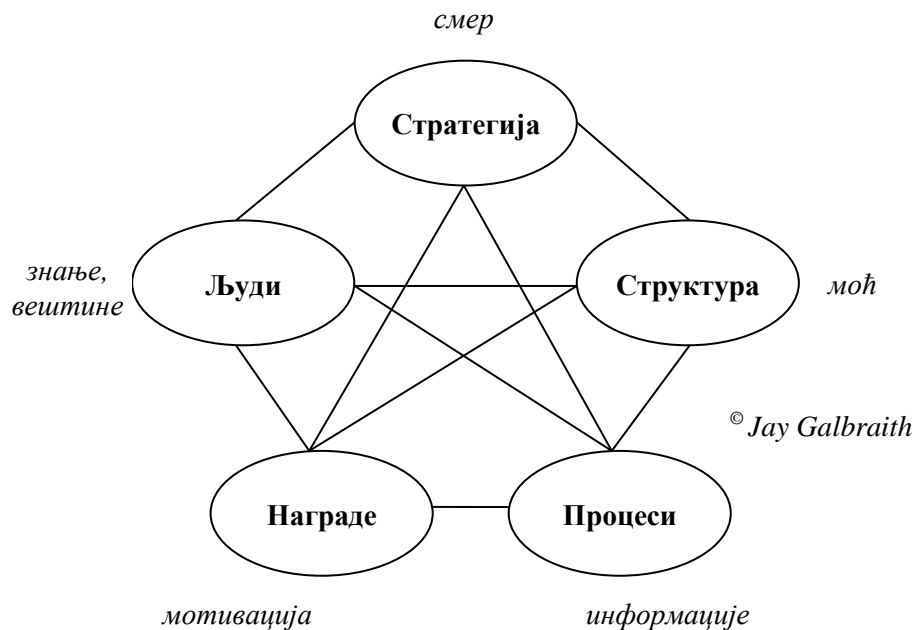 смер
Стратегија
знање,
вештине
Људи
Структура
моћ
© Jay Galbraith
Награде
Процеси
мотивација
информације